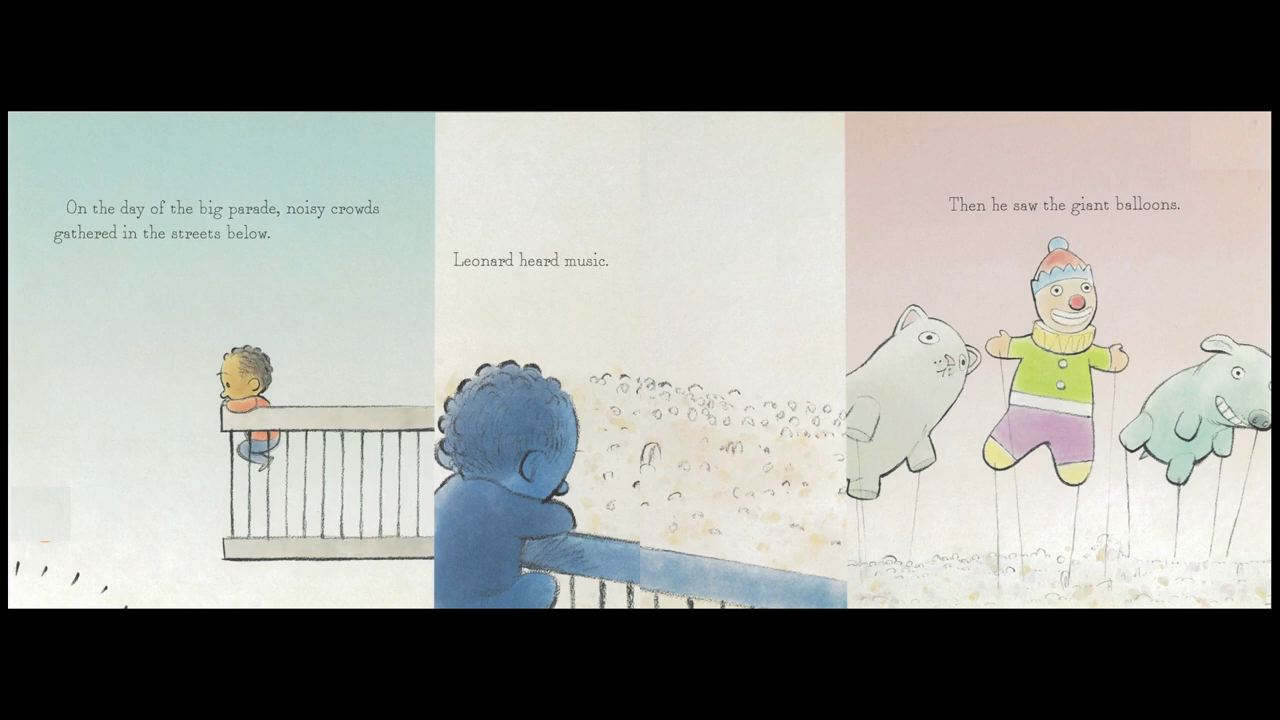 On the day of the big parade, noisy crowds
gathered in the streets below.
Leonard heard music.
Then he saw the giant balloons.